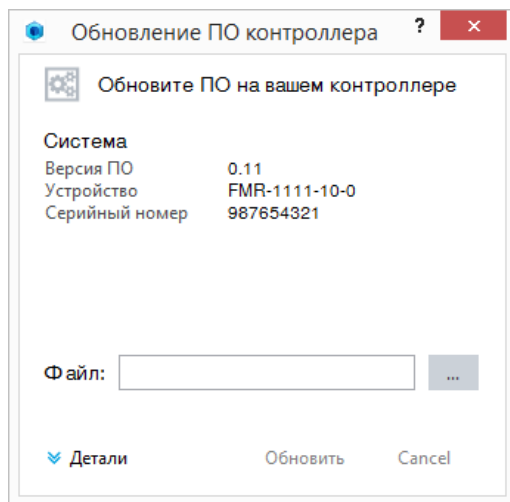 Обновление ПО контроллера ?
Обновите ПО на вашем контроллере
Система
Версия ПО 0.11
Устройство FMR-1111-10-0
Серийный номер 987654321
Файл: ...
Детали Обновить Cancel